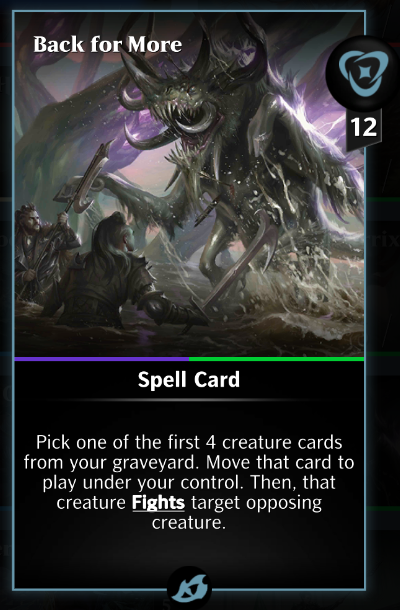 Back for More
12
Spell Card
Pick one of the first 4 creature cards
from your graveyard. Move that card to
play under your control. Then, that
creature Fights target opposing
creature.